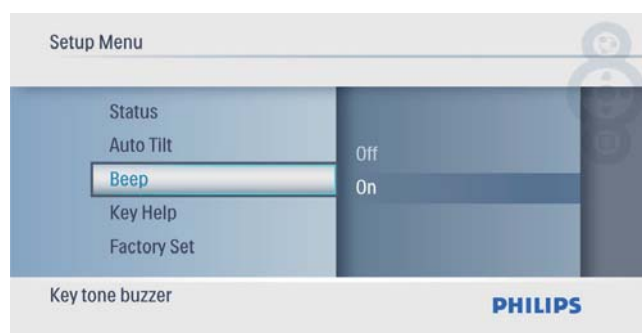 Setup Menu
Status
Auto Tilt
Beep
Key Help
Factory Set
Off
On
Key tone buzzer
PHILIPS